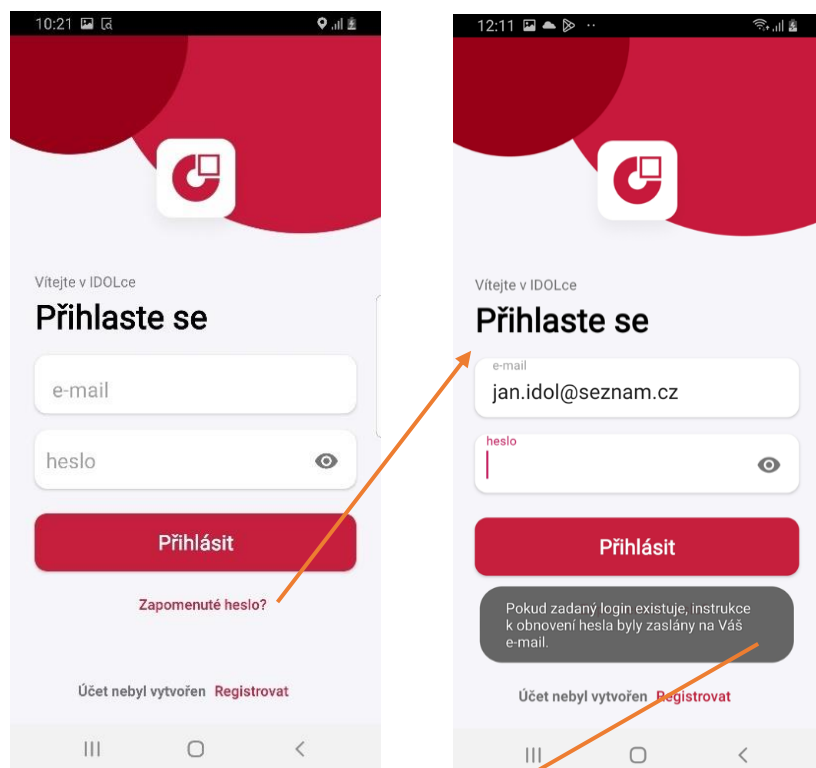 10:21
Vítejte v IDOLce
Přihlaste se
e-mail
heslo
Přihlásit
Zapomenuté heslo?
Účet nebyl vytvořen Registrovat
12:11
Vítejte v IDOLce
Přihlaste se
e-mail
jan.idol@seznam.cz
heslo
Přihlásit
Pokud zadaný login existuje, instrukce
k obnovení hesla byly zaslány na Váš
e-mail.
Účet nebyl vytvořen Registrovat